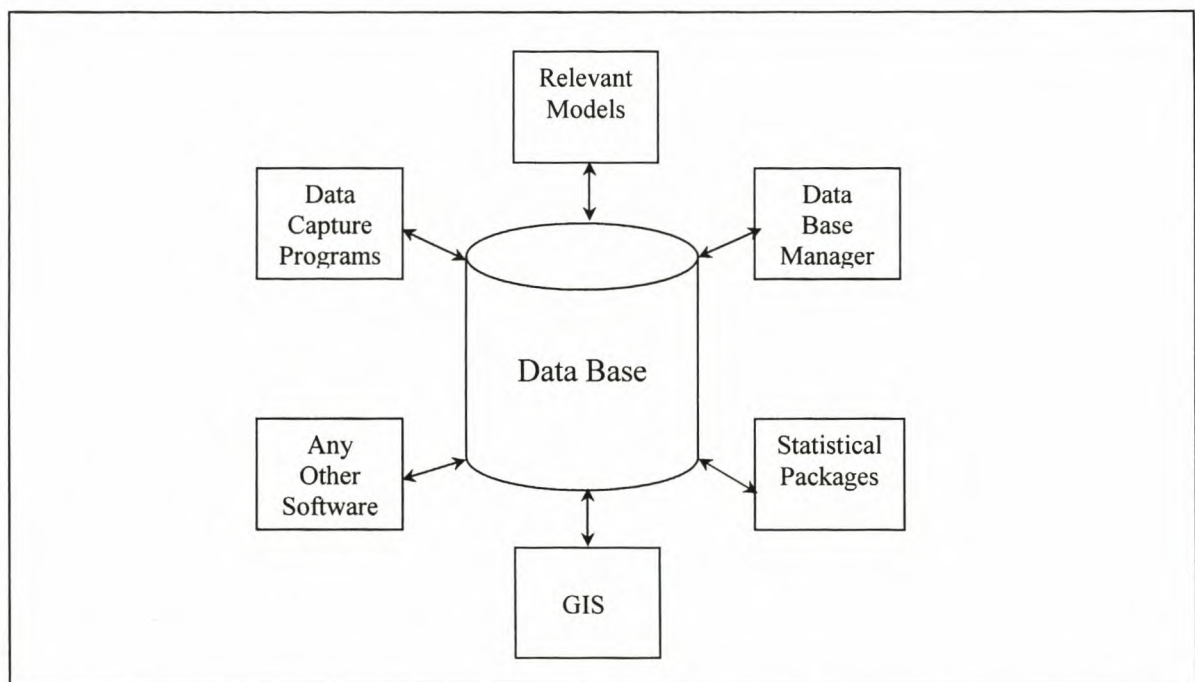 Relevant
Models
Data
Capture
Programs
Data
Base
Manager
Data Base
Any
Other
Software
Statistical
Packages
GIS